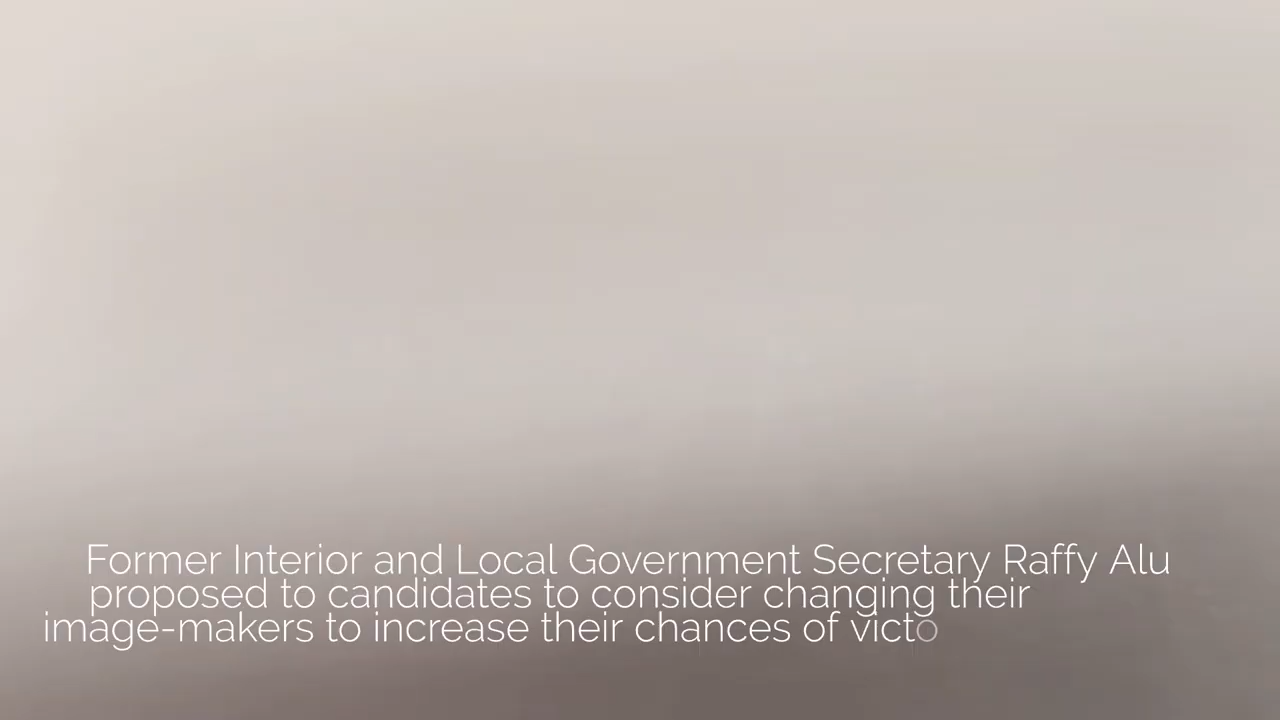 Former Interior and Local Government Secretary Raffy Alu
proposed to candidates to consider changing their
image-makers to increase their chances of victo